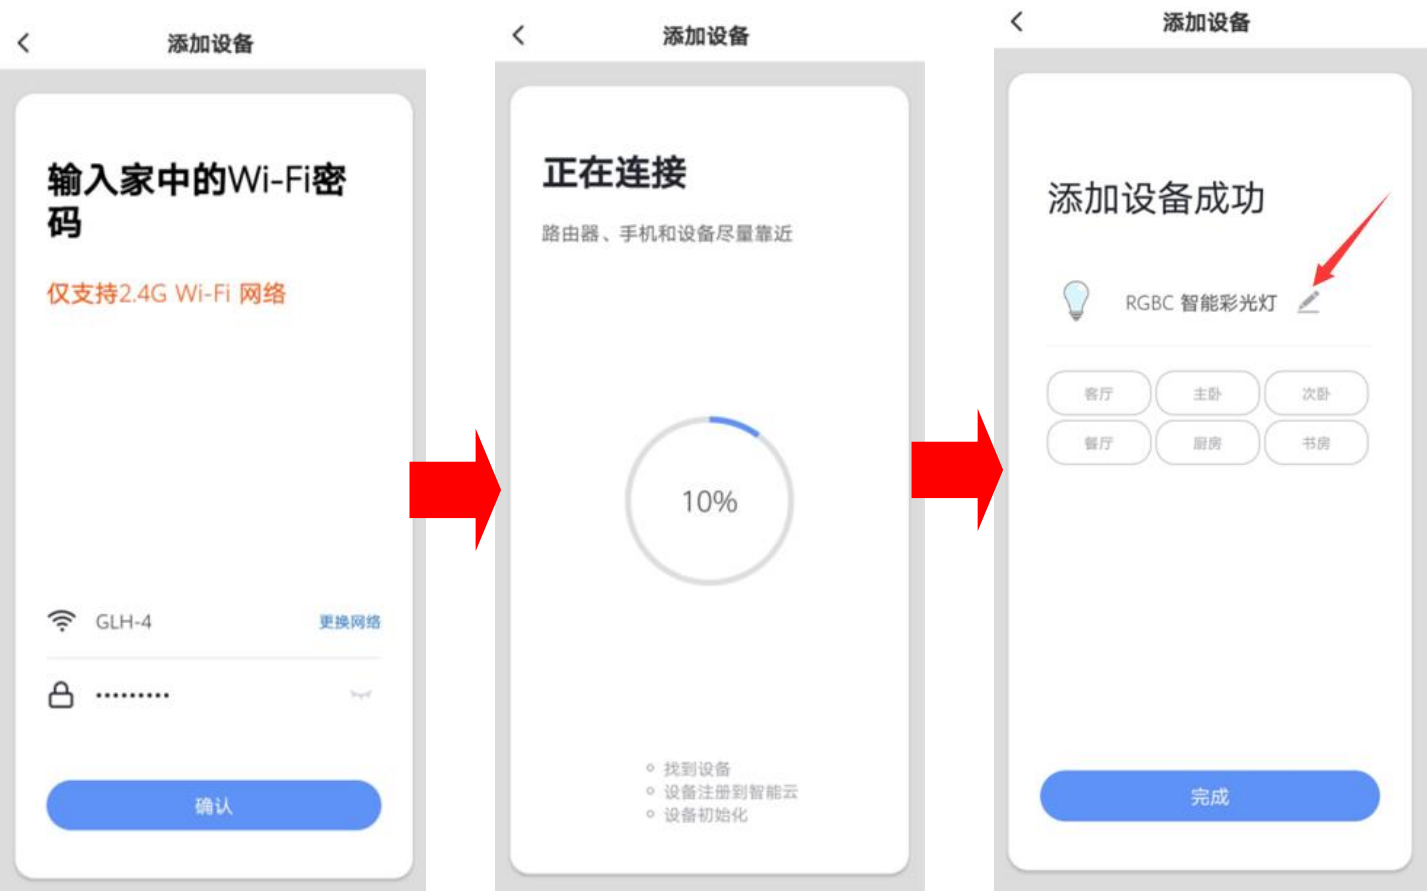 添加设备
输入家中的Wi-Fi密
码
仅支持2.4G Wi-Fi 网络
GLH-4
更换网络
•••••••••
确认
添加设备
正在连接
路由器、手机和设备尽量靠近
10%
找到设备
设备注册到智能云
设备初始化
添加设备
添加设备成功
RGBC 智能彩光灯
客厅 主卧 次卧
餐厅 厨房 书房
完成